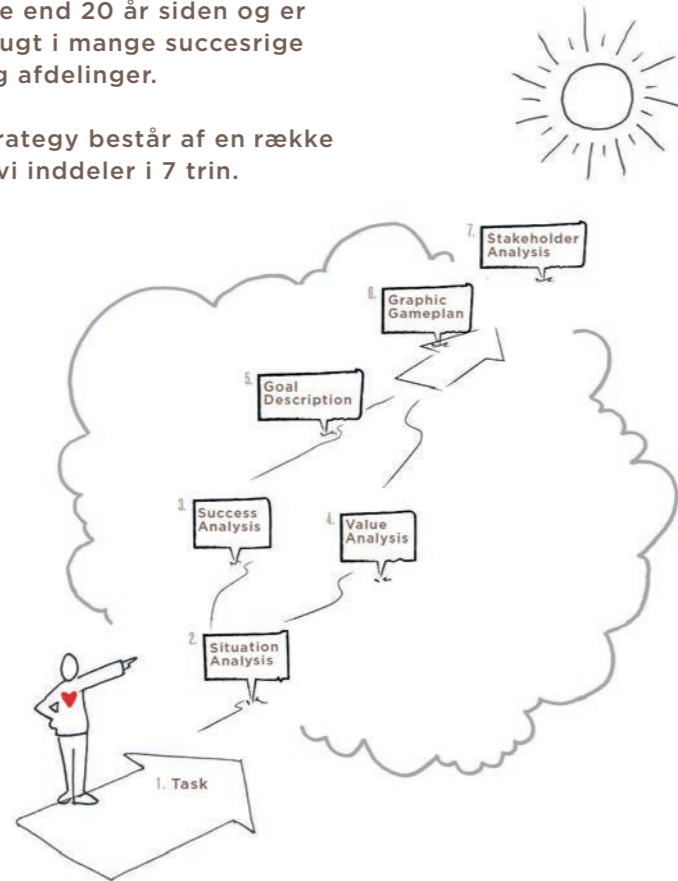 e end 20 år siden og er
ugt i mange succesrige
g afdelinger.
rategy består af en række
vi inddeler i 7 trin.
7. Stakeholder
Analysis
6. Graphic
Gameplan
5. Goal
Description
3. Success
Analysis
4. Value
Analysis
2. Situation
Analysis
1. Task